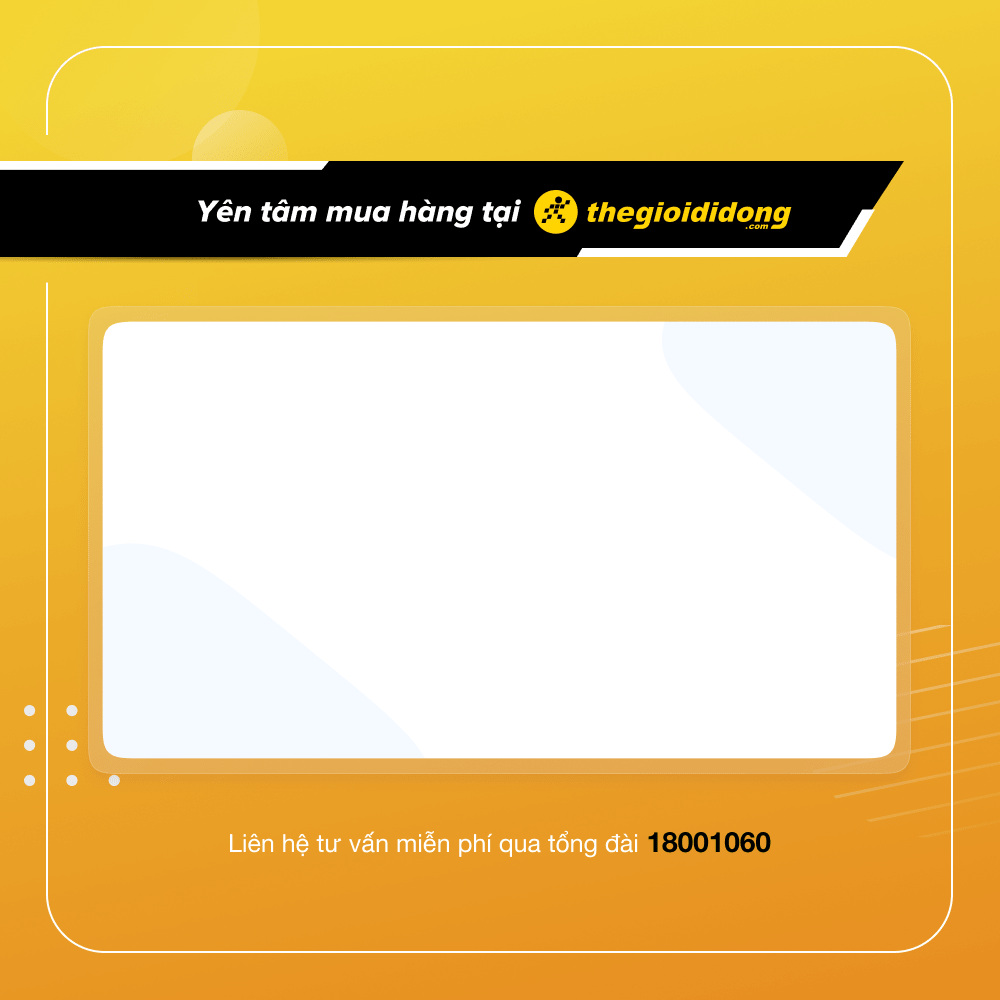 Yên tâm mua hàng tại thegioididong
.com
Liên hệ tư vấn miễn phí qua tổng đài 18001060